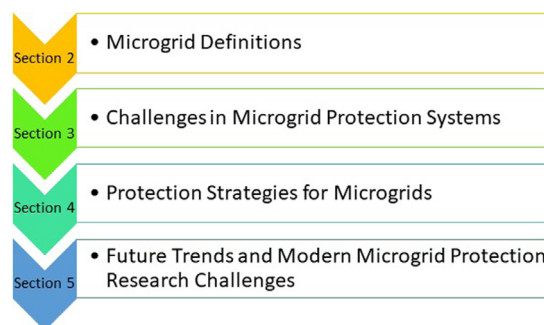 Section 2
• Microgrid Definitions
Section 3
• Challenges in Microgrid Protection Systems
Section 4
• Protection Strategies for Microgrids
Section 5
• Future Trends and Modern Microgrid Protection
Research Challenges